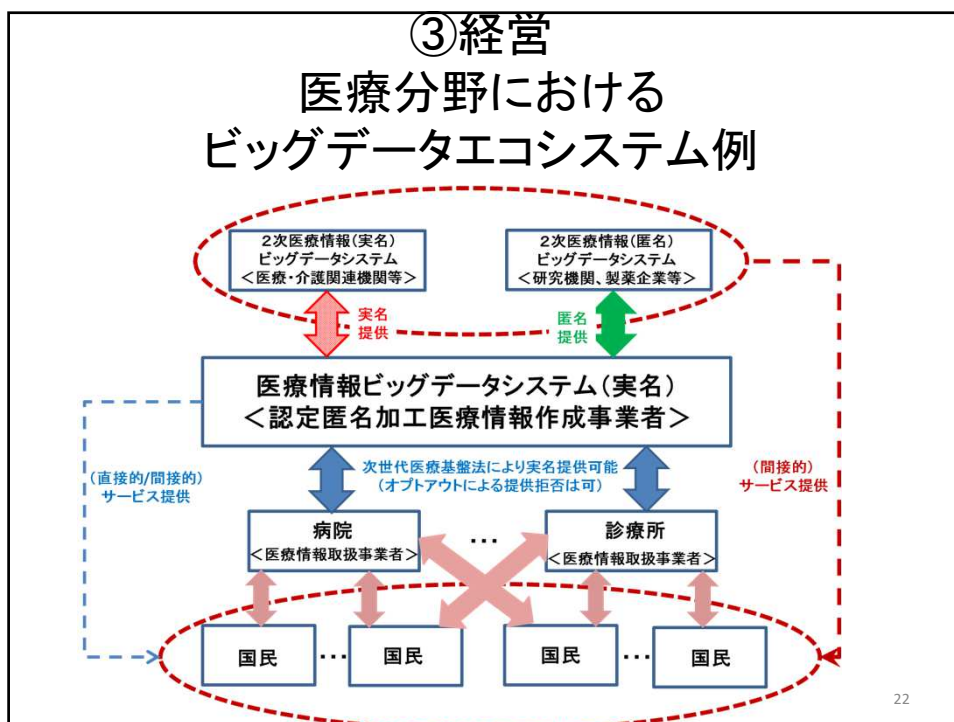 ③経営
医療分野における
ビッグデータエコシステム例
2次医療情報(実名)
ビッグデータシステム
<医療・介護関連機関等>
2次医療情報(匿名)
ビッグデータシステム
<研究機関、製薬企業等>
実名
提供
匿名
提供
医療情報ビッグデータシステム(実名)
<認定匿名加工医療情報作成事業者>
(直接的/間接的)
サービス提供
次世代医療基盤法により実名提供可能
(オプトアウトによる提供拒否は可)
(間接的)
サービス提供
病院
<医療情報取扱事業者>
…
診療所
<医療情報取扱事業者>
国民
…
国民
国民
…
国民
22